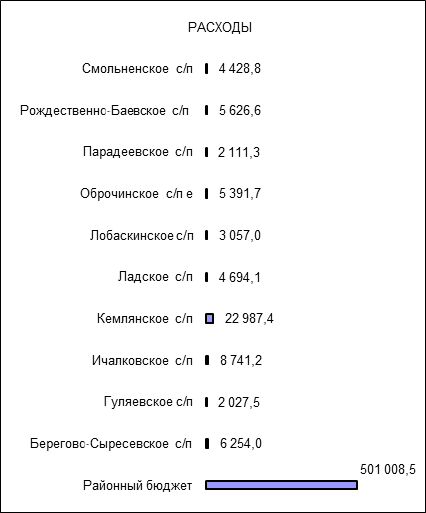 РАСХОДЫ
Смольненское с/п 4 428,8
Рождественно-Баевское с/п 5 626,6
Парадеевское с/п 2 111,3
Оброчинское с/п е 5 391,7
Лобаскинское с/п 3 057,0
Ладское с/п 4 694,1
Кемлянское с/п 22 987,4
Ичалковское с/п 8 741,2
Гуляевское с/п 2 027,5
Берегово-Сыресевское с/п 6 254,0
Районный бюджет 501 008,5